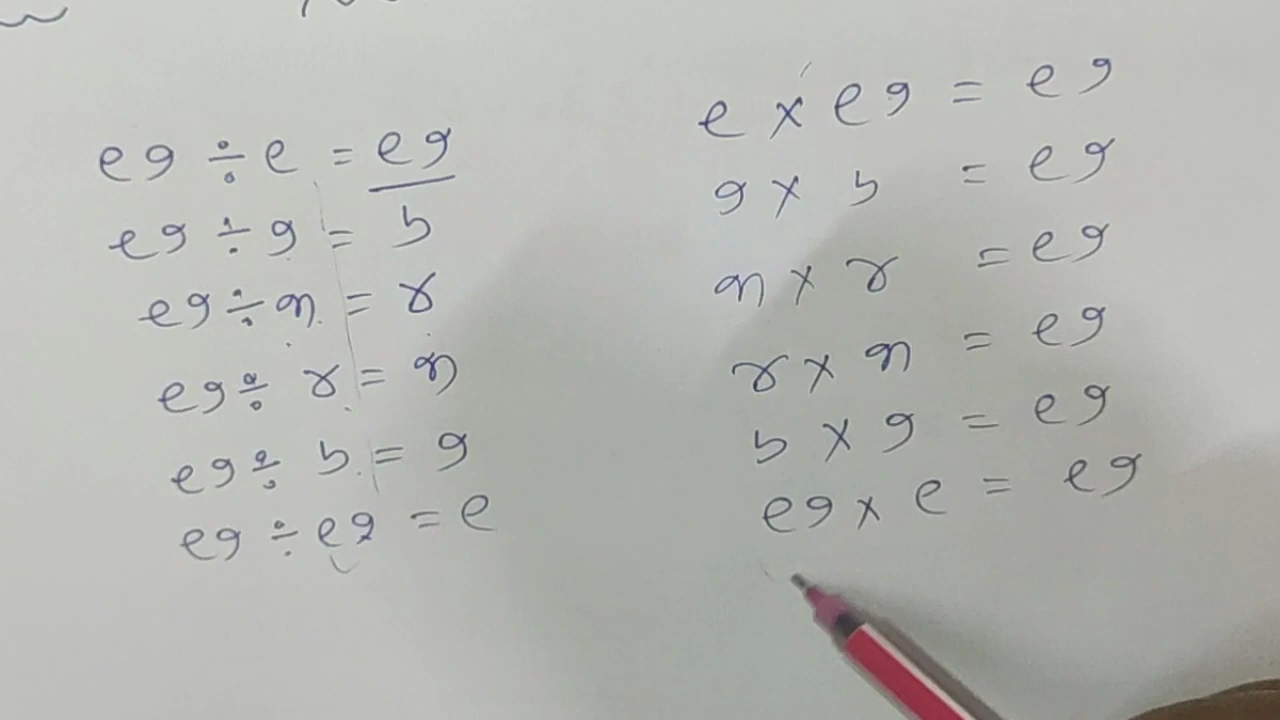 ୧୨ ÷ ୧ = ୧୨
୧୨ ÷ ୨ = ୬
୧୨ ÷ ୩ = ୪
୧୨ ÷ ୪ = ୩
୧୨ ÷ ୬ = ୨
୧୨ ÷ ୧୨ = ୧
୧ × ୧୨ = ୧୨
୨ × ୬ = ୧୨
୩ × ୪ = ୧୨
୪ × ୩ = ୧୨
୬ × ୨ = ୧୨
୧୨ × ୧ = ୧୨